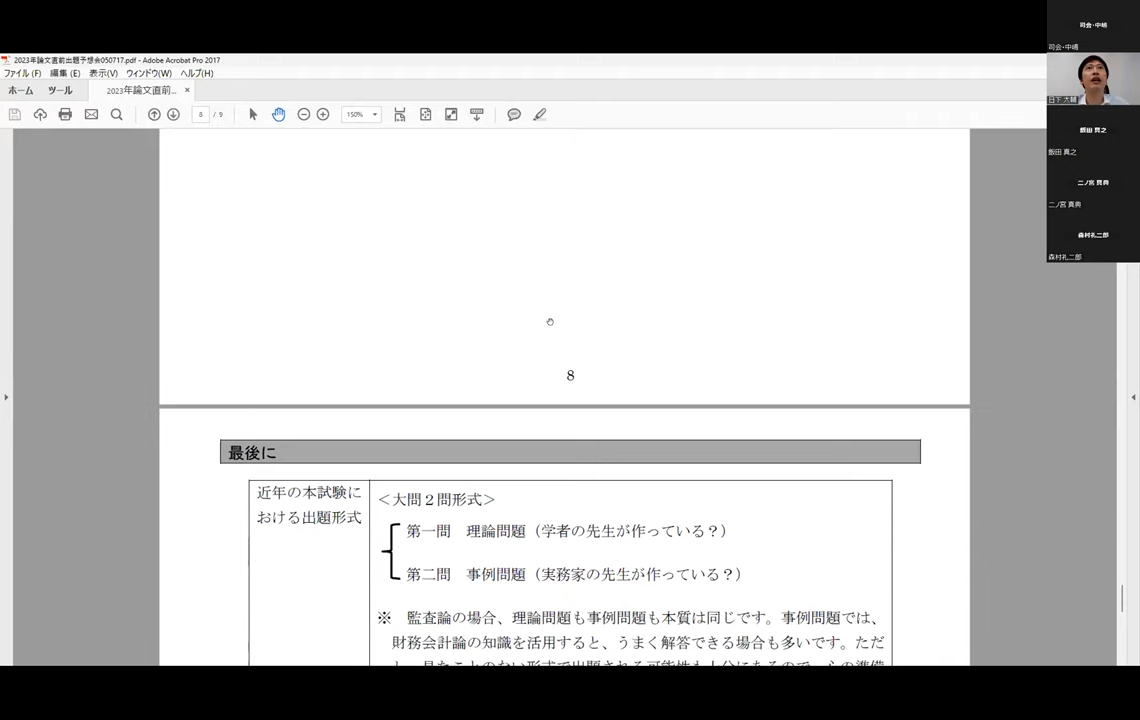 2023年論文直前出題予想会050717.pdf - Adobe Acrobat Pro 2017
ファイル(F) 編集(E) 表示(V) ウィンドウ(W) ヘルプ(H)
ホーム ツール 2023年論文直前... ×
8 / 9 150%
8
最後に
近年の本試験に
おける出題形式
＜大問２問形式＞
第一問 理論問題（学者の先生が作っている？）
第二問 事例問題（実務家の先生が作っている？）
※ 監査論の場合、理論問題も事例問題も本質は同じです。事例問題では、
財務会計論の知識を活用すると、うまく解答できる場合も多いです。ただ
司会・中嶋
司会・中嶋
日下 大輔
飯田 真之
飯田 真之
二ノ宮 真典
二ノ宮 真典
森村礼二郎
森村礼二郎